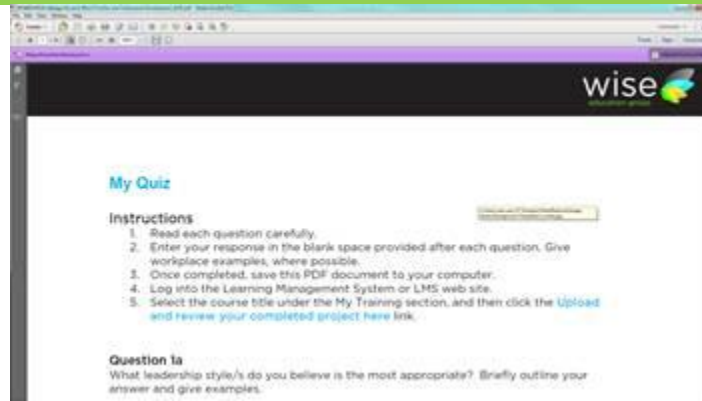 wise
education group
My Quiz
Instructions
1. Read each question carefully.
2. Enter your response in the blank space provided after each question. Give
workplace examples, where possible.
3. Once completed, save this PDF document to your computer.
4. Log into the Learning Management System or LMS web site.
5. Select the course title under the My Training section, and then click the Upload
and review your completed project here link.
Question 1a
What leadership style/s do you believe is the most appropriate? Briefly outline your
answer and give examples.